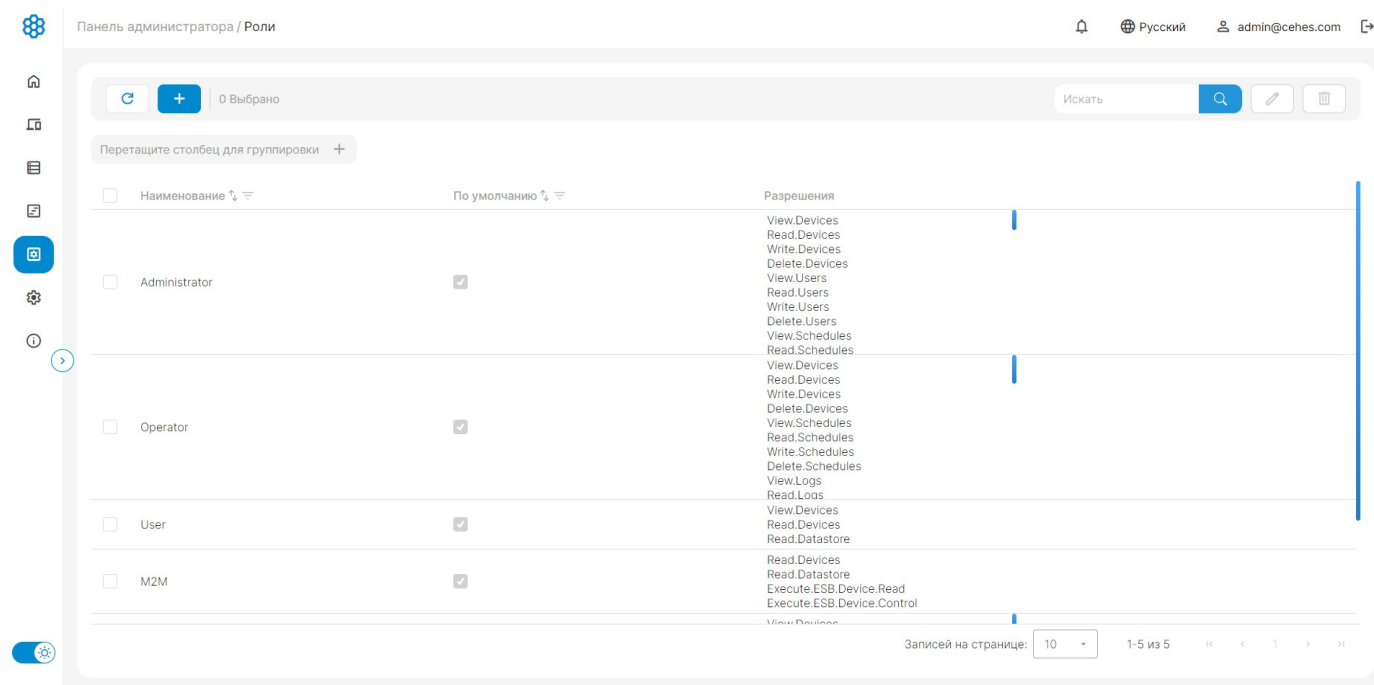 Панель администратора / Роли
Русский
admin@cehes.com
0 Выбрано
Искать
Перетащите столбец для группировки
Наименование
По умолчанию
Разрешения
Administrator
View.Devices
Read.Devices
Write.Devices
Delete.Devices
View.Users
Read.Users
Write.Users
Delete.Users
View.Schedules
Read.Schedules
Operator
View.Devices
Read.Devices
Write.Devices
Delete.Devices
View.Schedules
Read.Schedules
Write.Schedules
Delete.Schedules
View.Logs
Read.Logs
User
View.Devices
Read.Devices
Read.Datastore
M2M
Read.Devices
Read.Datastore
Execute.ESB.Device.Read
Execute.ESB.Device.Control
View.Devices
Записей на странице: 10
1-5 из 5
1